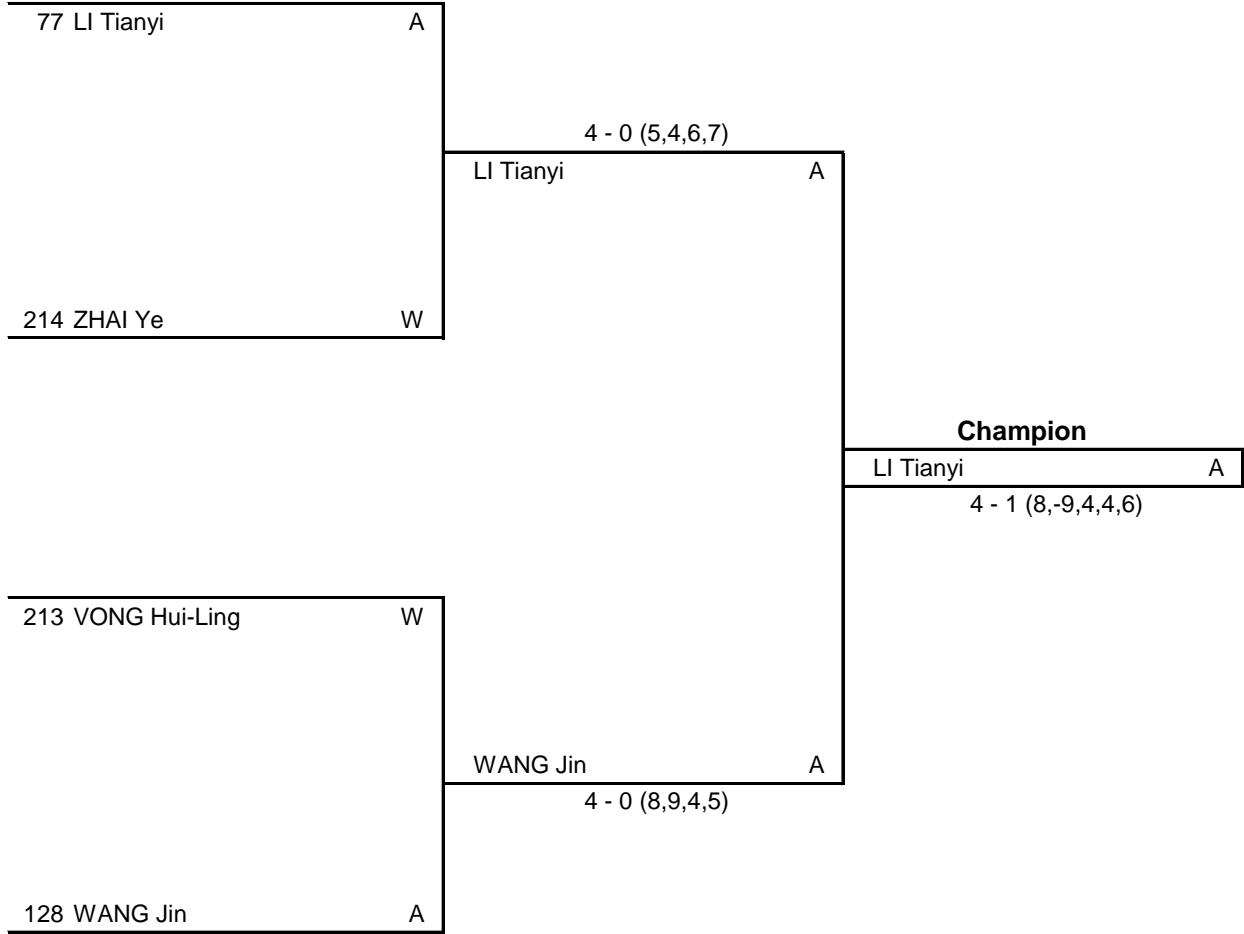 77 LI Tianyi A
4 - 0 (5,4,6,7)
LI Tianyi A
214 ZHAI Ye W
Champion
LI Tianyi A
4 - 1 (8,-9,4,4,6)
213 VONG Hui-Ling W
WANG Jin A
4 - 0 (8,9,4,5)
128 WANG Jin A